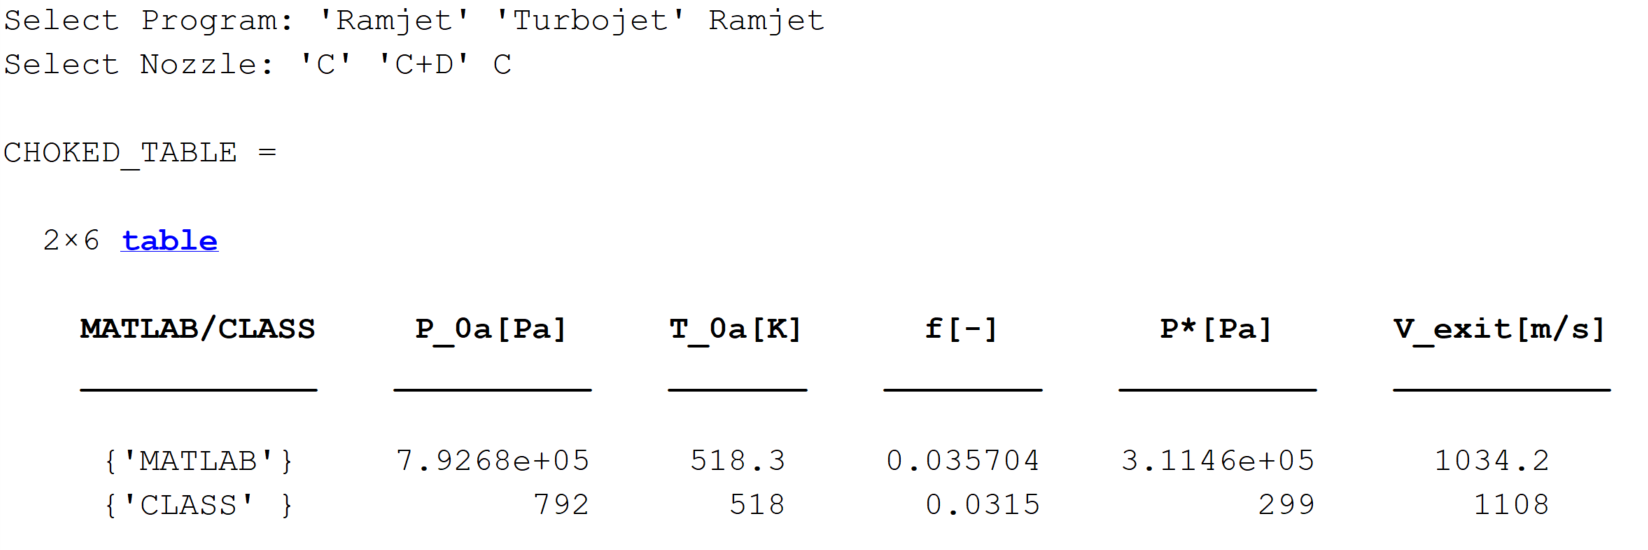 Select Program: 'Ramjet' 'Turbojet' Ramjet
Select Nozzle: 'C' 'C+D' C
CHOKED_TABLE =
2×6 table
MATLAB/CLASS P_0a[Pa] T_0a[K] f[-] P*[Pa] V_exit[m/s]
{'MATLAB'} 7.9268e+05 518.3 0.035704 3.1146e+05 1034.2
{'CLASS' } 792 518 0.0315 299 1108